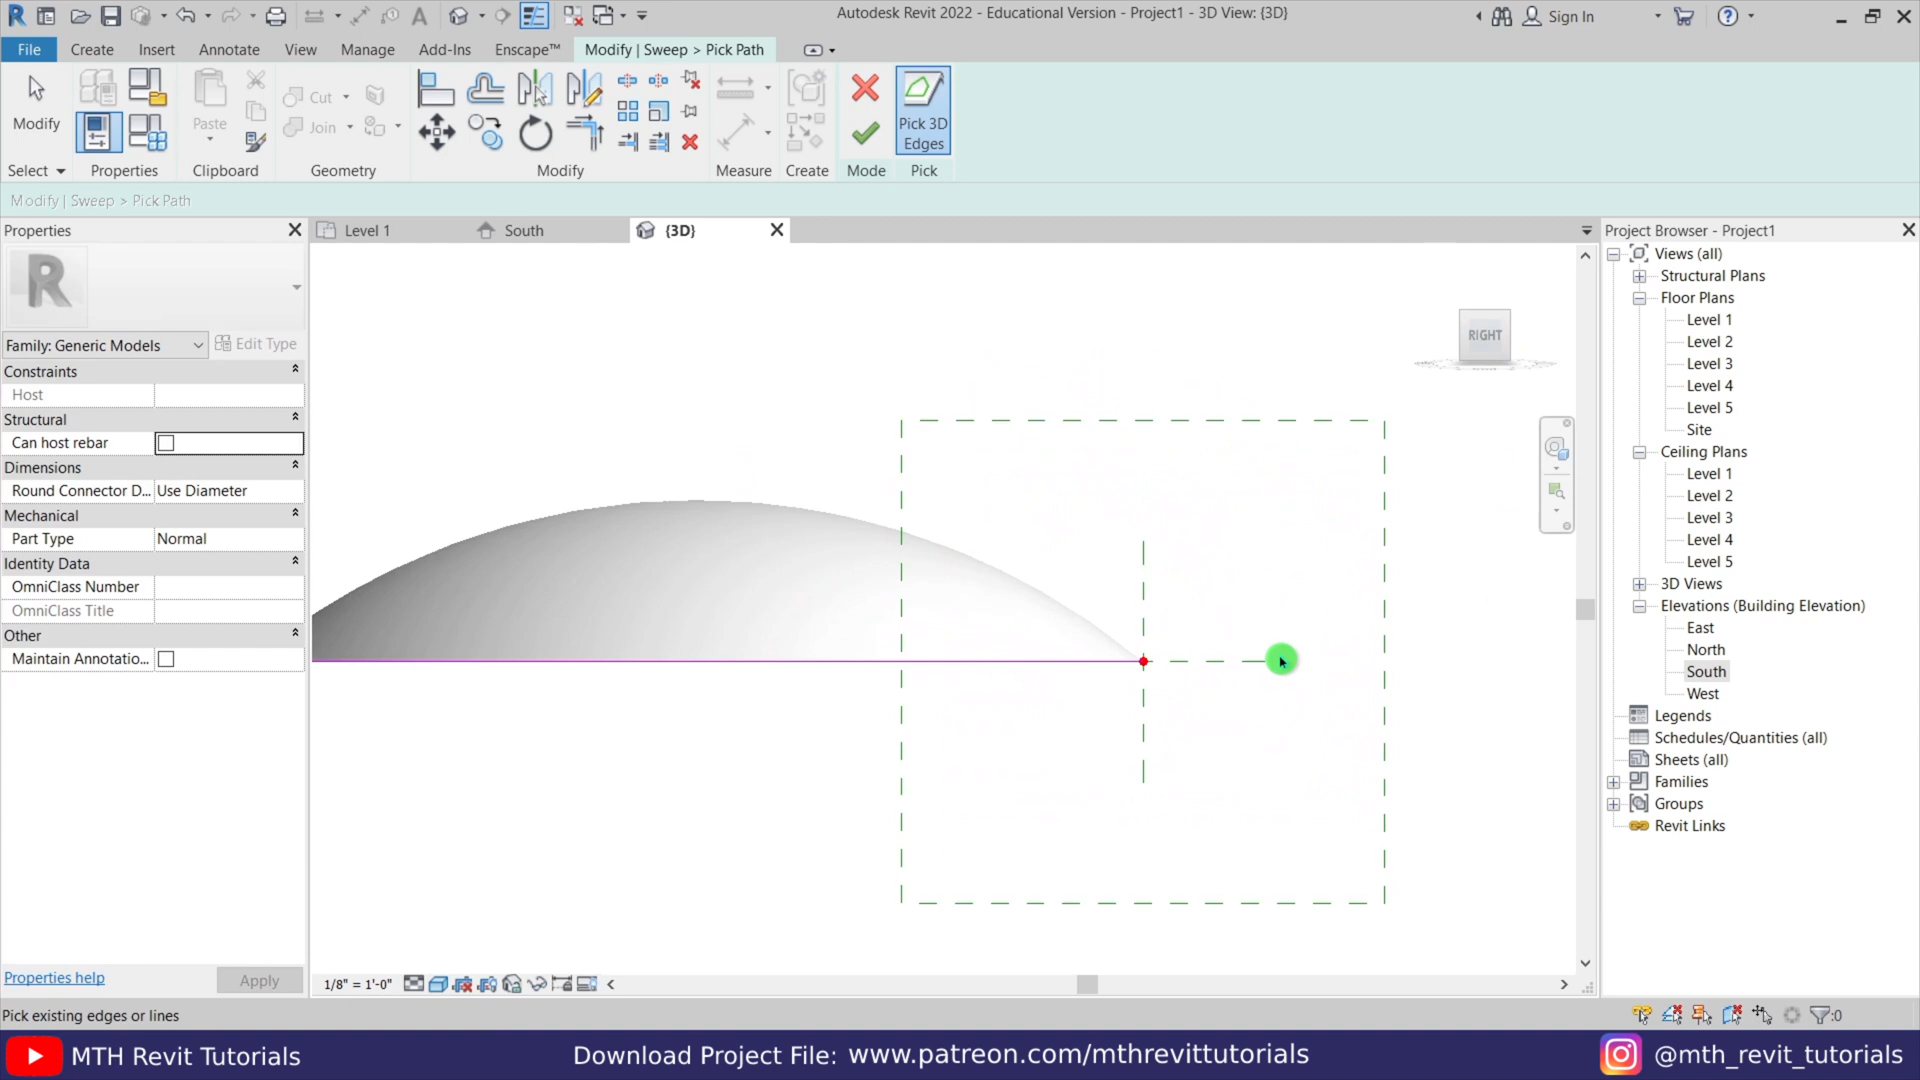 Autodesk Revit 2022 - Educational Version - Project1 - 3D View: {3D}
Sign In
File
Create
Insert
Annotate
View
Manage
Add-Ins
Enscape™
Modify | Sweep > Pick Path
Modify
Paste
Cut
Join
Pick 3D
Edges
Select
Properties
Clipboard
Geometry
Modify
Measure
Create
Mode
Pick
Modify | Sweep > Pick Path
Properties
Level 1
South
{3D}
Project Browser - Project1
R
Family: Generic Models
Edit Type
Constraints
Host
Structural
Can host rebar
Dimensions
Round Connector D... Use Diameter
Mechanical
Part Type Normal
Identity Data
OmniClass Number
OmniClass Title
Other
Maintain Annotatio...
Properties help
Apply
RIGHT
Views (all)
Structural Plans
Floor Plans
Level 1
Level 2
Level 3
Level 4
Level 5
Site
Ceiling Plans
Level 1
Level 2
Level 3
Level 4
Level 5
3D Views
Elevations (Building Elevation)
East
North
South
West
Legends
Schedules/Quantities (all)
Sheets (all)
Families
Groups
Revit Links
1/8" = 1'-0"
Pick existing edges or lines
:0
MTH Revit Tutorials
Download Project File: www.patreon.com/mthrevittutorials
@mth_revit_tutorials